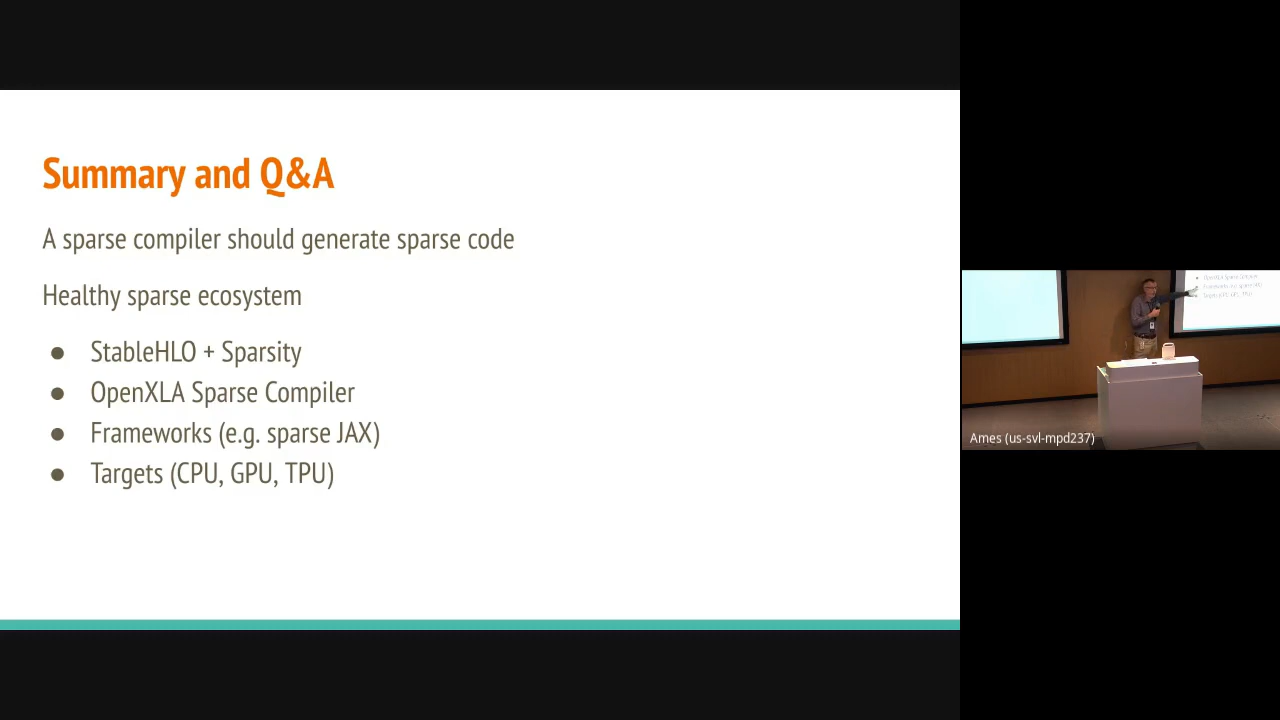 Summary and Q&A
A sparse compiler should generate sparse code
Healthy sparse ecosystem
● StableHLO + Sparsity
● OpenXLA Sparse Compiler
● Frameworks (e.g. sparse JAX)
● Targets (CPU, GPU, TPU)
Ames (us-svl-mpd237)